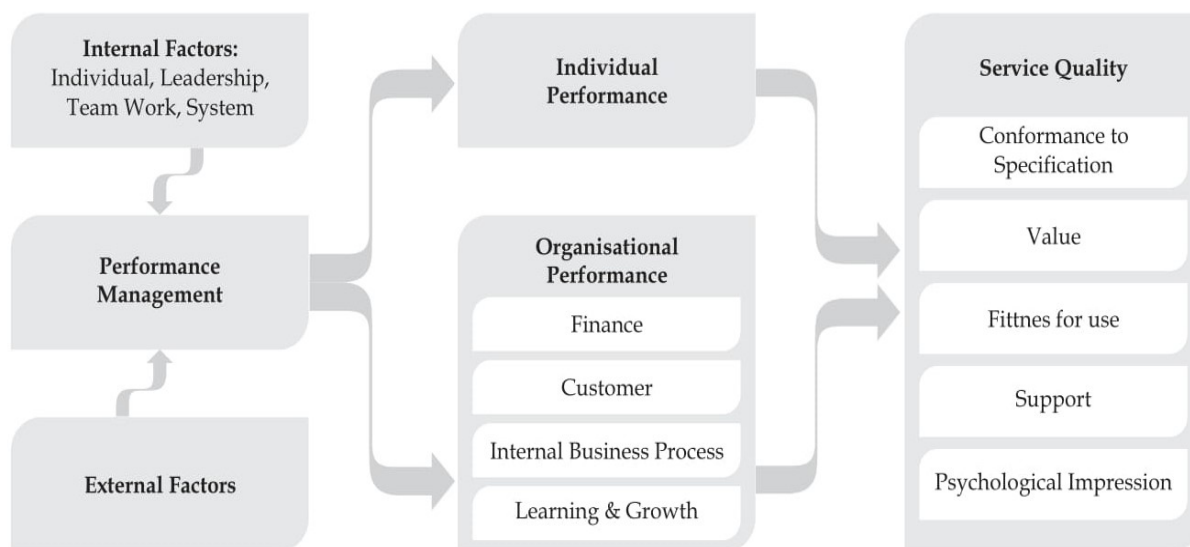 Internal Factors:
Individual, Leadership,
Team Work, System
Performance
Management
External Factors
Individual
Performance
Organisational
Performance
Finance
Customer
Internal Business Process
Learning & Growth
Service Quality
Conformance to
Specification
Value
Fittnes for use
Support
Psychological Impression